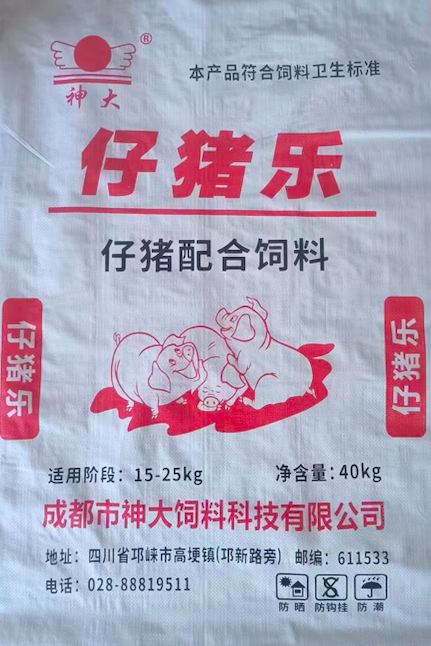 ®
神大
本产品符合饲料卫生标准
仔猪乐
仔猪配合饲料
仔猪乐
仔猪乐
适用阶段：15-25kg 净含量：40kg
成都市神大饲料科技有限公司
地址：四川省邛崃市高埂镇(邛新路旁) 邮编：611533
电话：028-88819511
防晒 防钩挂 防潮